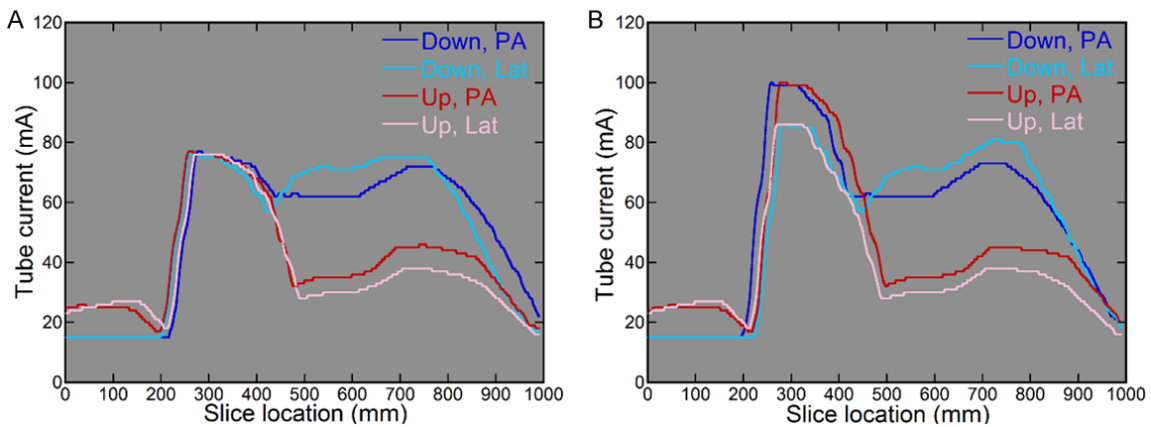 A
Tube current (mA)
120
100
80
60
40
20
0
Down, PA
Down, Lat
Up, PA
Up, Lat
0 100 200 300 400 500 600 700 800 900 1000
Slice location (mm)
B
Tube current (mA)
120
100
80
60
40
20
0
Down, PA
Down, Lat
Up, PA
Up, Lat
0 100 200 300 400 500 600 700 800 900 1000
Slice location (mm)